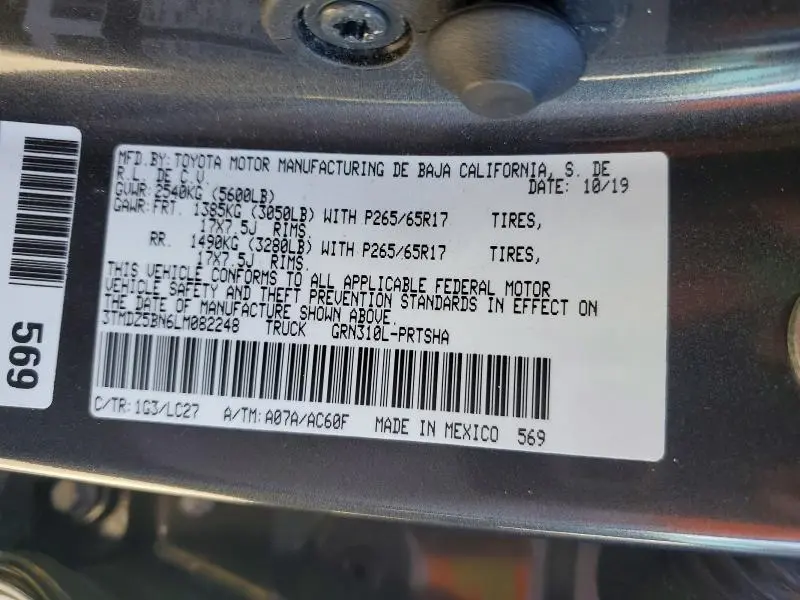 MFD. BY: TOYOTA MOTOR MANUFACTURING DE BAJA CALIFORNIA, S. DE
R.L. DE C.V. DATE: 10/19
GVWR: 2540KG (5600LB)
GAWR: FRT. 1385KG (3050LB) WITH P265/65R17 TIRES,
17X7.5J RIMS.
RR. 1490KG (3280LB) WITH P265/65R17 TIRES,
17X7.5J RIMS.
THIS VEHICLE CONFORMS TO ALL APPLICABLE FEDERAL MOTOR
VEHICLE SAFETY AND THEFT PREVENTION STANDARDS IN EFFECT ON
THE DATE OF MANUFACTURE SHOWN ABOVE.
3TMDZ5BN6LM082248 TRUCK GRN310L-PRTSHA
C/TR: 1G3/LC27 A/TM: A07A/AC60F MADE IN MEXICO 569
569